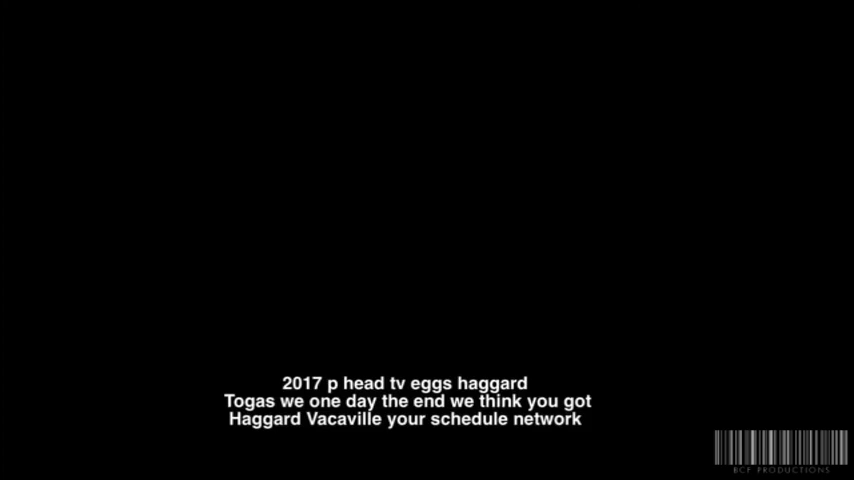 2017 p head tv eggs haggard
Togas we one day the end we think you got
Haggard Vacaville your schedule network
BCF PRODUCTIONS